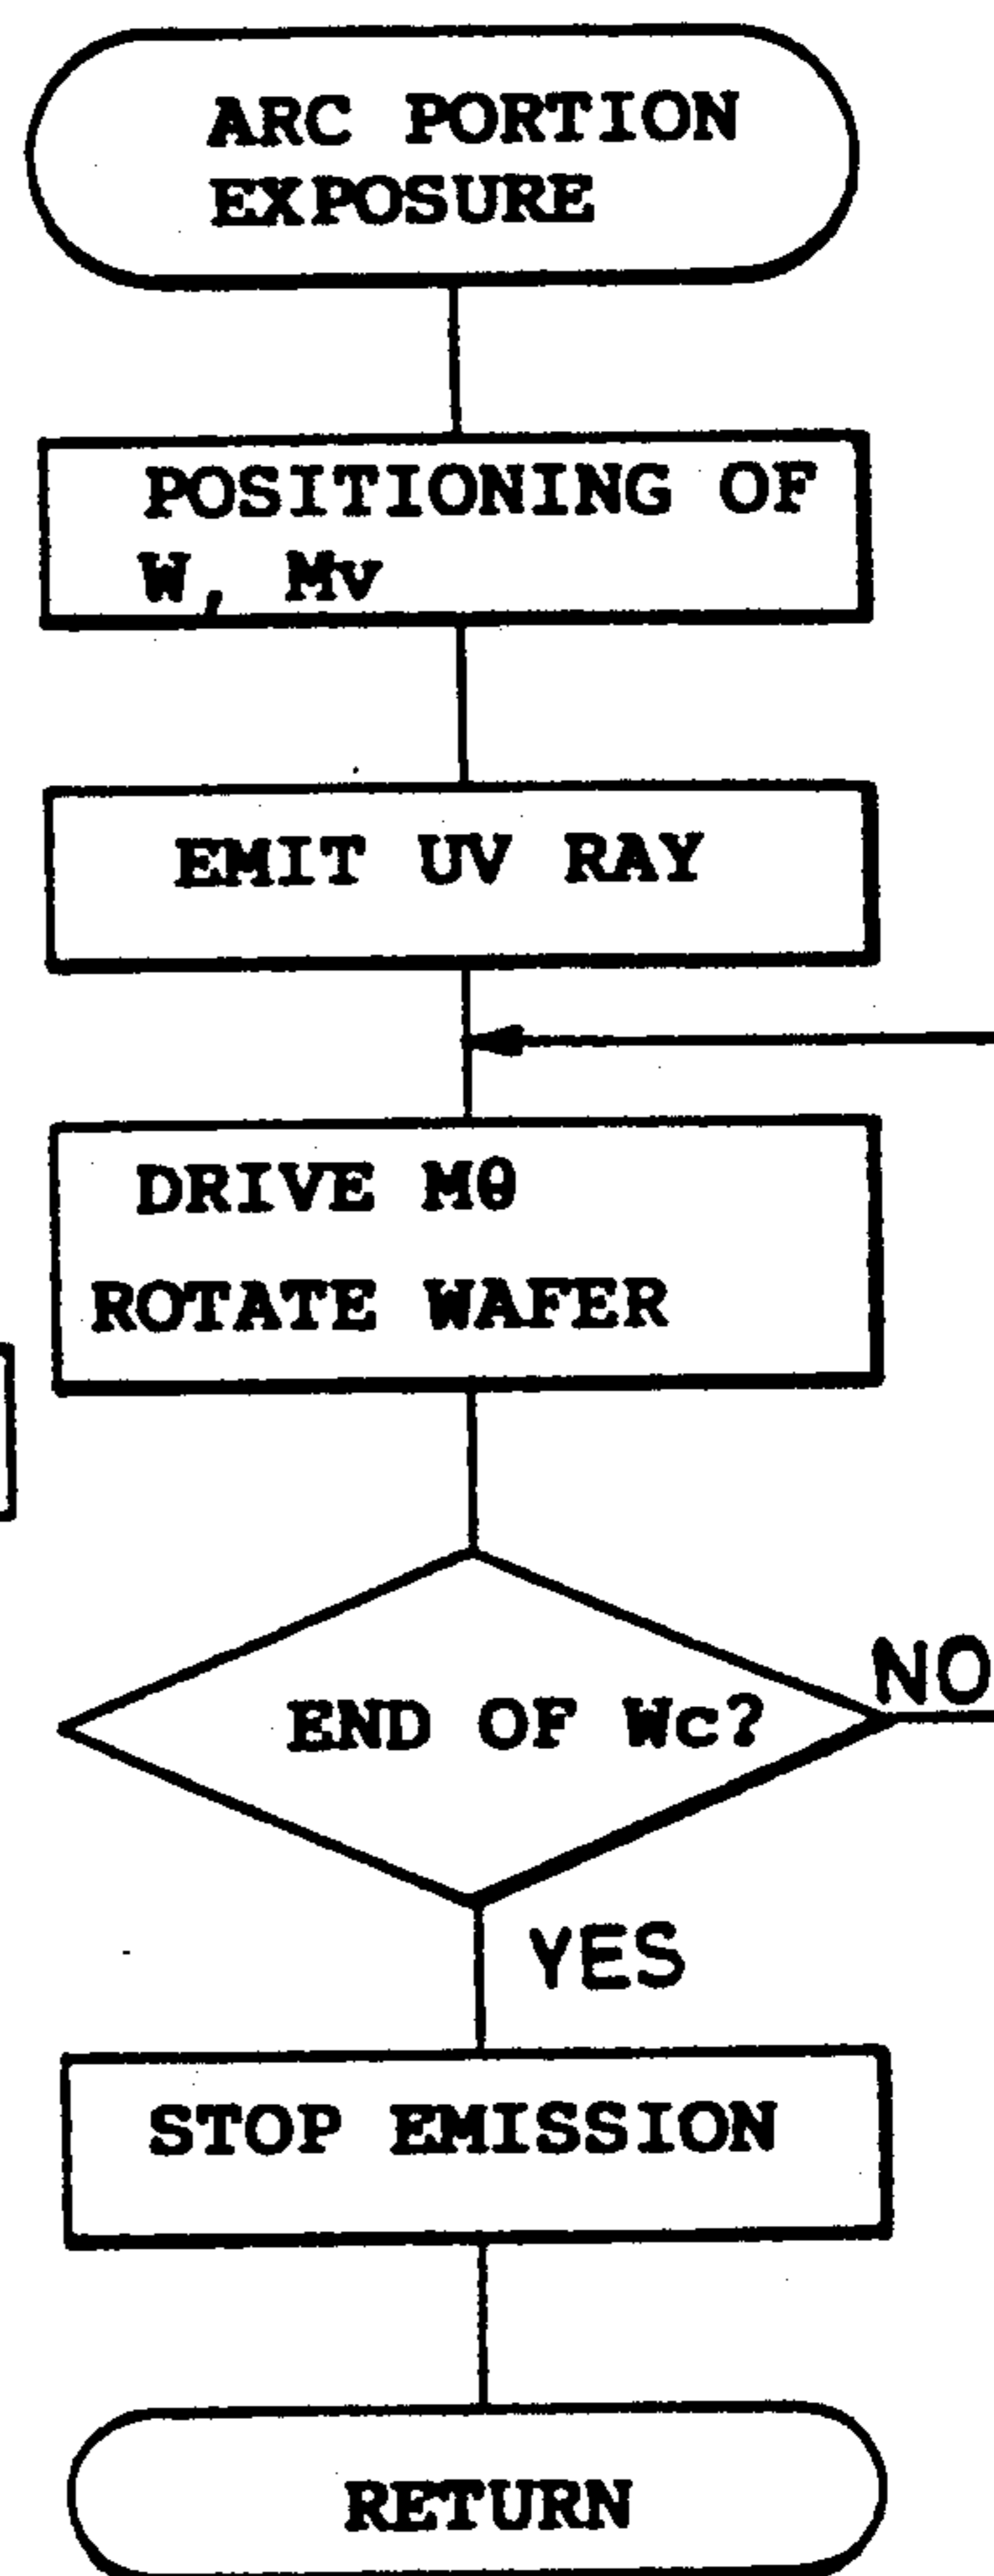 ARC PORTION
EXPOSURE
POSITIONING OF
W, Mv
EMIT UV RAY
DRIVE Mθ
ROTATE WAFER
END OF Wc?
NO
YES
STOP EMISSION
RETURN